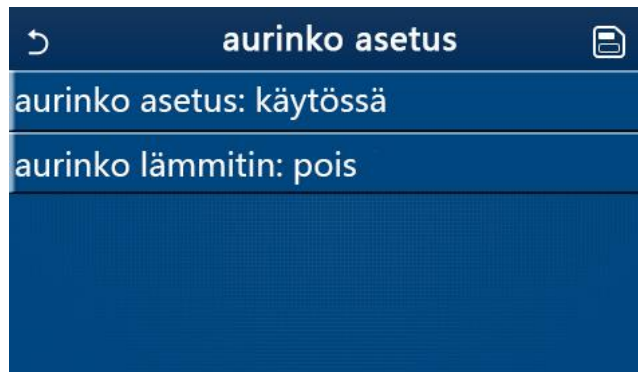 aurinko asetus
aurinko asetus: käytössä
aurinko lämmitin: pois